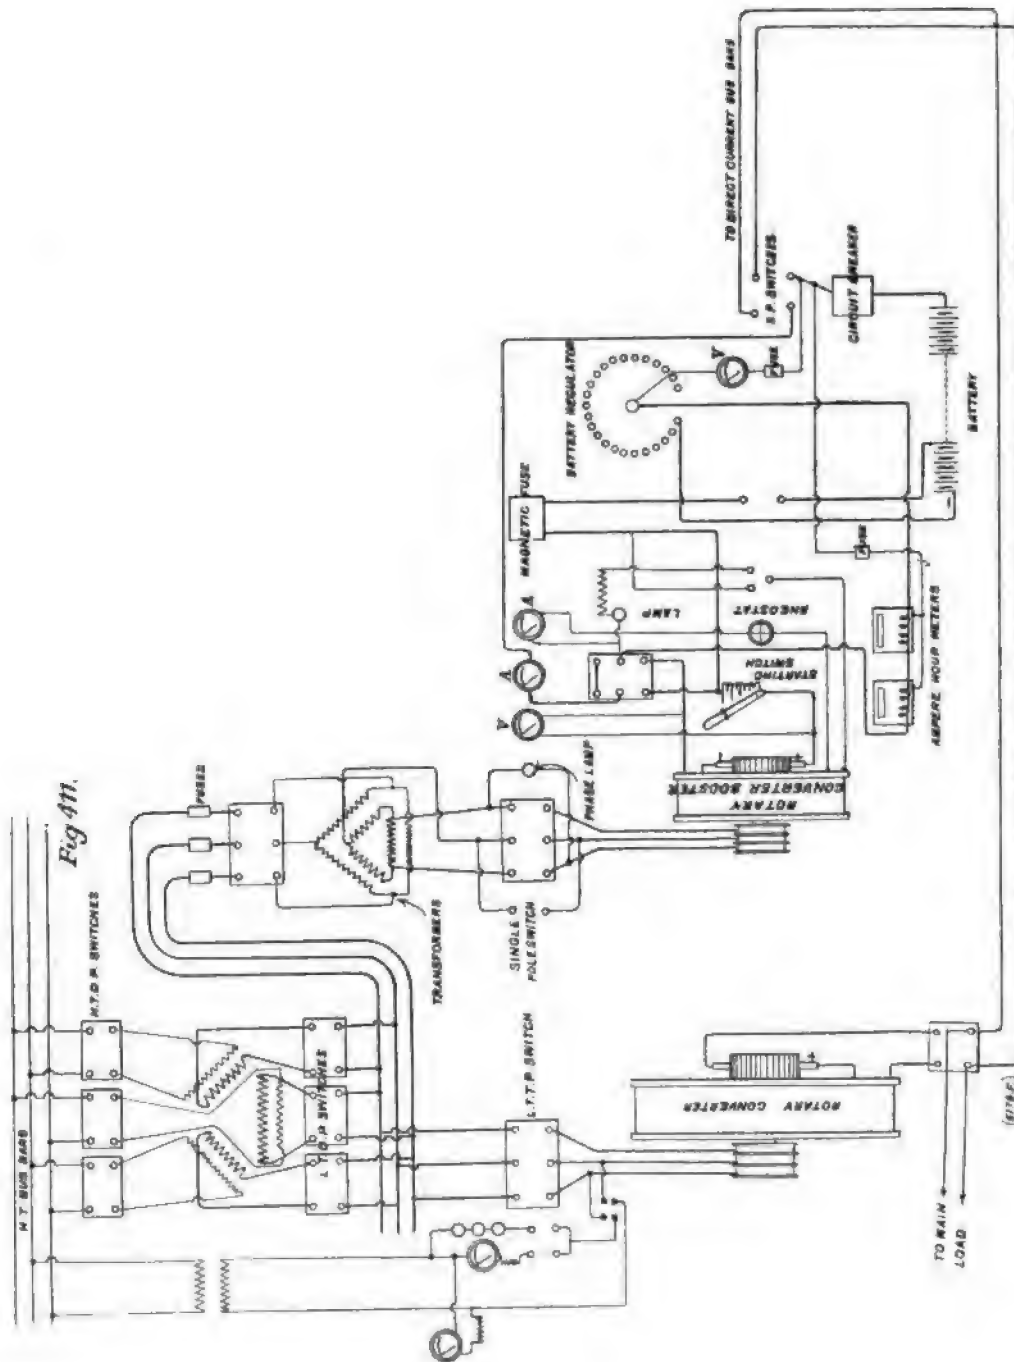 Fig 411.
H T BUS BARS
H.T.D.P. SWITCHES
L.T.D.P. SWITCHES
FUSES
TRANSFORMERS
SINGLE
POLE SWITCH
PHASE LAMP
L.T.T.P. SWITCH
ROTARY CONVERTER
TO MAIN
LOAD
ROTARY
CONVERTER BOOSTER
STARTING
SWITCH
RHEOSTAT
LAMP
V
A
A
MAGNETIC FUSE
BATTERY REGULATOR
V
FUSE
S.P. SWITCHES
TO DIRECT CURRENT BUS BARS
CIRCUIT BREAKER
BATTERY
FUSE
AMPERE HOUR METERS